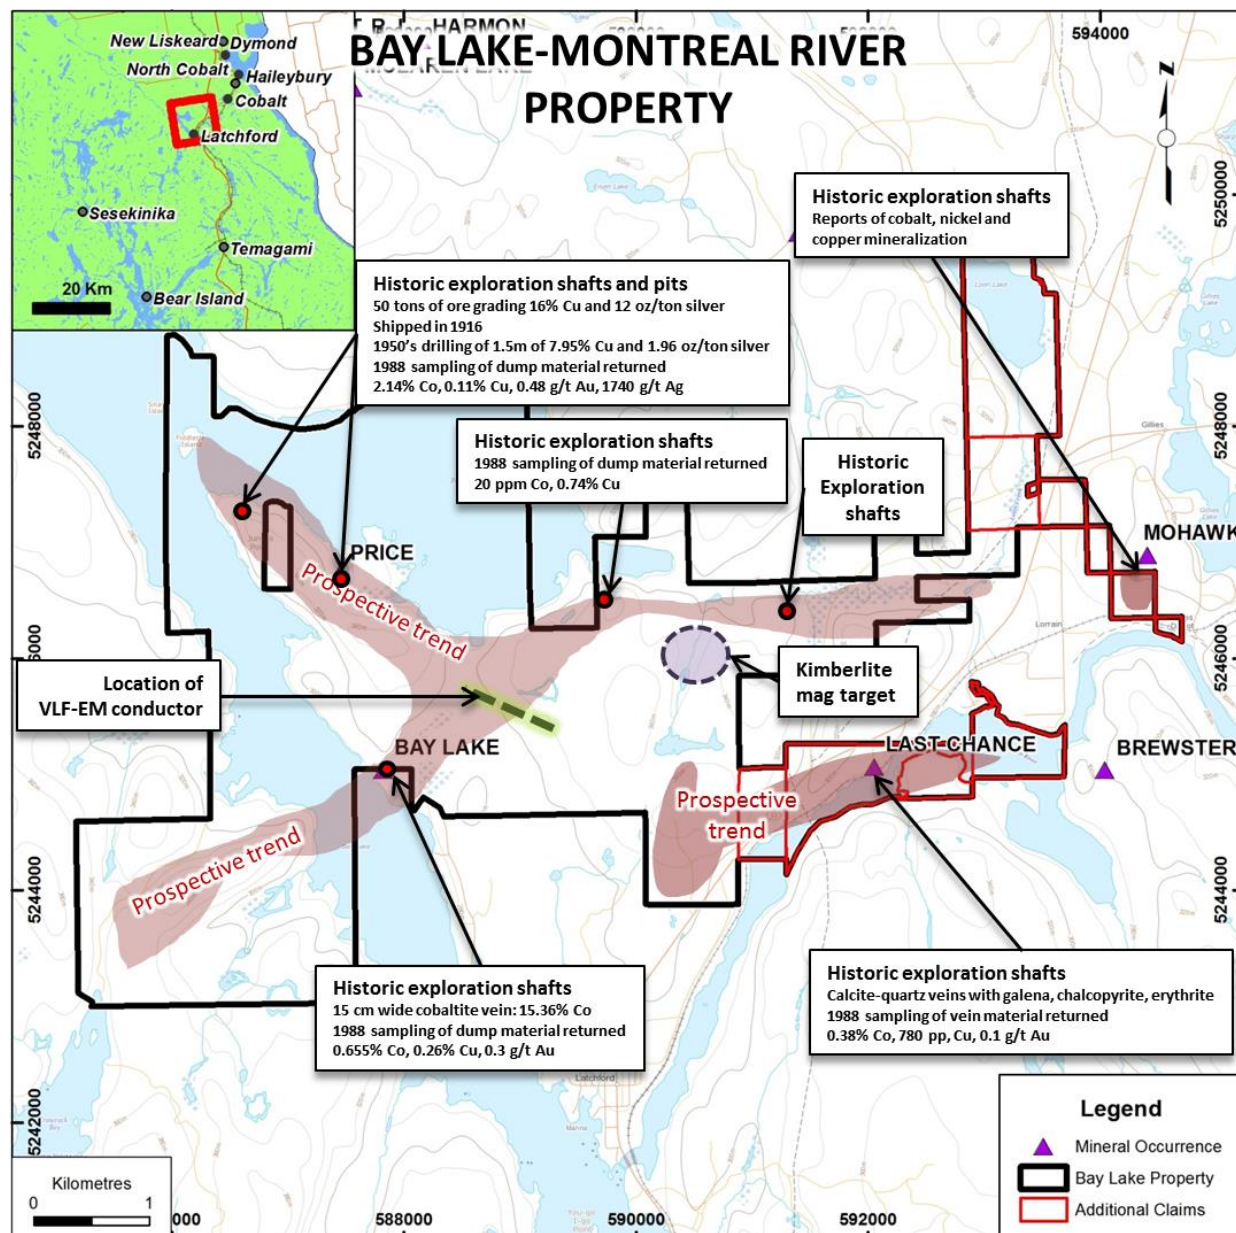 BAY LAKE-MONTREAL RIVER
PROPERTY
HARMON
New Liskeard
Dymond
North Cobalt
Haileybury
Cobalt
Latchford
Sesekinika
Temagami
Bear Island
20 Km
594000
N
5250000
Historic exploration shafts
Reports of cobalt, nickel and
copper mineralization
Historic exploration shafts and pits
50 tons of ore grading 16% Cu and 12 oz/ton silver
Shipped in 1916
1950's drilling of 1.5m of 7.95% Cu and 1.96 oz/ton silver
1988 sampling of dump material returned
2.14% Co, 0.11% Cu, 0.48 g/t Au, 1740 g/t Ag
5248000
5248000
Historic exploration shafts
1988 sampling of dump material returned
20 ppm Co, 0.74% Cu
Historic
Exploration
shafts
Gillies
MOHAWK
PRICE
Prospective trend
Lorrain
6000
5246000
Location of
VLF-EM conductor
Kimberlite
mag target
BAY LAKE
LAST CHANCE
BREWSTER
Prospective
trend
Prospective trend
5244000
5244000
Historic exploration shafts
15 cm wide cobaltite vein: 15.36% Co
1988 sampling of dump material returned
0.655% Co, 0.26% Cu, 0.3 g/t Au
Historic exploration shafts
Calcite-quartz veins with galena, chalcopyrite, erythrite
1988 sampling of vein material returned
0.38% Co, 780 pp, Cu, 0.1 g/t Au
Latchford
Marina
5242000
Legend
Mineral Occurrence
Bay Lake Property
Additional Claims
Kilometres
0 1
000
588000
590000
592000